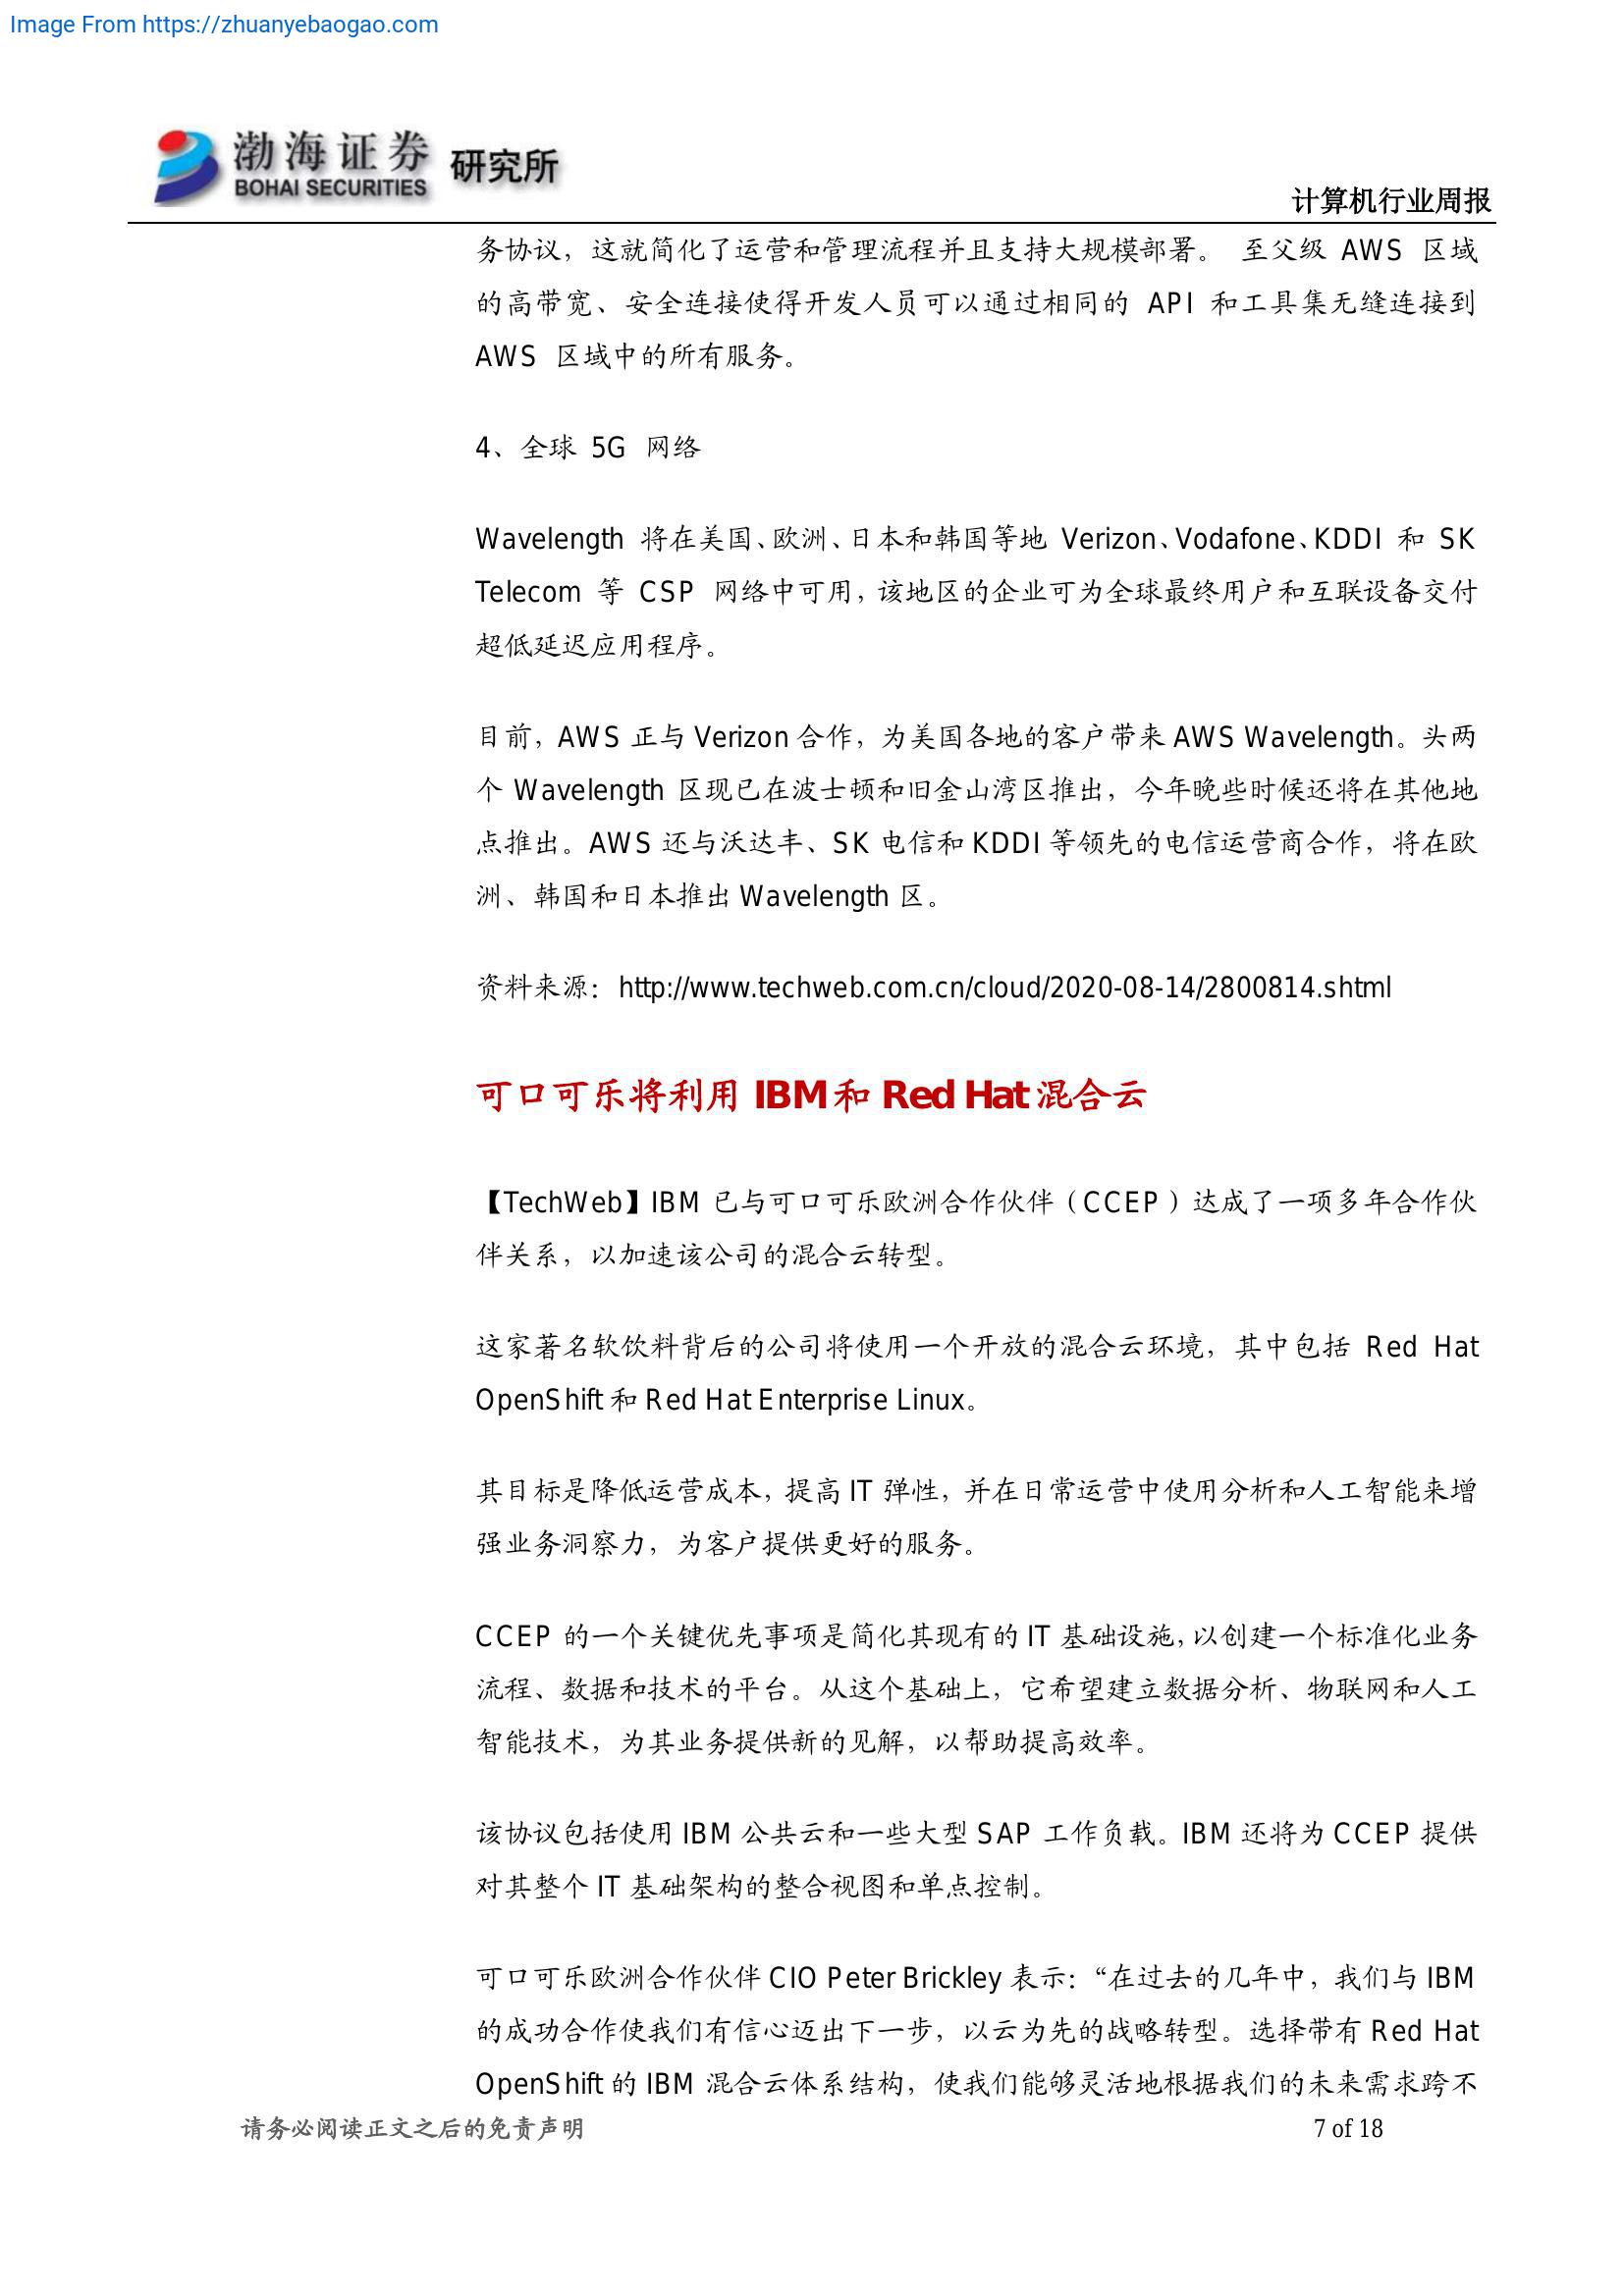 Image From https://zhuanyebaogao.com
渤海证券 研究所
BOHAI SECURITIES
计算机行业周报
务协议，这就简化了运营和管理流程并且支持大规模部署。 至父级 AWS 区域
的高带宽、安全连接使得开发人员可以通过相同的 API 和工具集无缝连接到
AWS 区域中的所有服务。
4、全球 5G 网络
Wavelength 将在美国、欧洲、日本和韩国等地 Verizon、Vodafone、KDDI 和 SK
Telecom 等 CSP 网络中可用，该地区的企业可为全球最终用户和互联设备交付
超低延迟应用程序。
目前，AWS 正与 Verizon 合作，为美国各地的客户带来 AWS Wavelength。头两
个 Wavelength 区现已在波士顿和旧金山湾区推出，今年晚些时候还将在其他地
点推出。AWS 还与沃达丰、SK 电信和 KDDI 等领先的电信运营商合作，将在欧
洲、韩国和日本推出 Wavelength 区。
资料来源：http://www.techweb.com.cn/cloud/2020-08-14/2800814.shtml
可口可乐将利用 IBM 和 Red Hat 混合云
【TechWeb】IBM 已与可口可乐欧洲合作伙伴（CCEP）达成了一项多年合作伙
伴关系，以加速该公司的混合云转型。
这家著名软饮料背后的公司将使用一个开放的混合云环境，其中包括 Red Hat
OpenShift 和 Red Hat Enterprise Linux。
其目标是降低运营成本，提高 IT 弹性，并在日常运营中使用分析和人工智能来增
强业务洞察力，为客户提供更好的服务。
CCEP 的一个关键优先事项是简化其现有的 IT 基础设施，以创建一个标准化业务
流程、数据和技术的平台。从这个基础上，它希望建立数据分析、物联网和人工
智能技术，为其业务提供新的见解，以帮助提高效率。
该协议包括使用 IBM 公共云和一些大型 SAP 工作负载。IBM 还将为 CCEP 提供
对其整个 IT 基础架构的整合视图和单点控制。
可口可乐欧洲合作伙伴 CIO Peter Brickley 表示：“在过去的几年中，我们与 IBM
的成功合作使我们有信心迈出下一步，以云为先的战略转型。选择带有 Red Hat
OpenShift 的 IBM 混合云体系结构，使我们能够灵活地根据我们的未来需求跨不
请务必阅读正文之后的免责声明
7 of 18